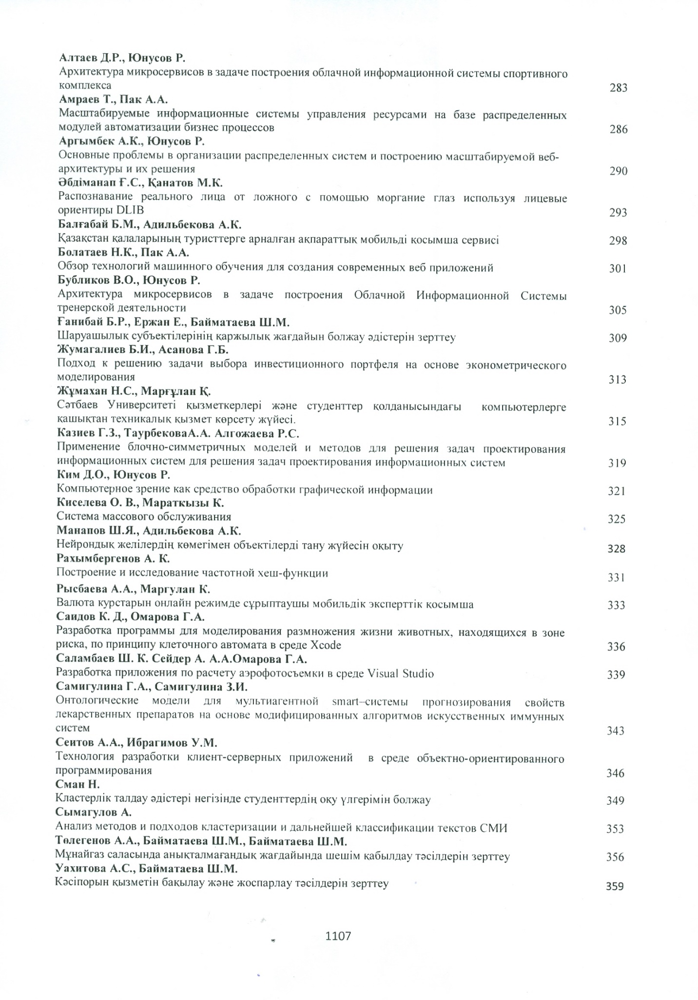 Алтаев Д.Р., Юнусов Р.
Архитектура микросервисов в задаче построения облачной информационной системы спортивного
комплекса 283
Амраев Т., Пак А.А.
Масштабируемые информационные системы управления ресурсами на базе распределенных
модулей автоматизации бизнес процессов 286
Аргымбек А.К., Юнусов Р.
Основные проблемы в организации распределенных систем и построению масштабируемой веб-
архитектуры и их решения 290
Әбдіманап Ғ.С., Қанатов М.К.
Распознавание реального лица от ложного с помощью моргание глаз используя лицевые
ориентиры DLIB 293
Балғабай Б.М., Адильбекова А.К.
Қазақстан қалаларының туристтерге арналған ақпараттық мобильді қосымша сервисі 298
Болатаев Н.К., Пак А.А.
Обзор технологий машинного обучения для создания современных веб приложений 301
Бубликов В.О., Юнусов Р.
Архитектура микросервисов в задаче построения Облачной Информационной Системы
тренерской деятельности 305
Ғанибай Б.Р., Ержан Е., Байматаева Ш.М.
Шаруашылық субъектілерінің қаржылық жағдайын болжау әдістерін зерттеу 309
Жумагалиев Б.И., Асанова Г.Б.
Подход к решению задачи выбора инвестиционного портфеля на основе эконометрического
моделирования 313
Жұмахан Н.С., Марғұлан Қ.
Сәтбаев Университеті қызметкерлері және студенттер қолданысындағы компьютерлерге
қашықтан техникалық қызмет көрсету жүйесі. 315
Казиев Г.З., ТаурбековаА.А. Алгожаева Р.С.
Применение блочно-симметричных моделей и методов для решения задач проектирования
информационных систем для решения задач проектирования информационных систем 319
Ким Д.О., Юнусов Р.
Компьютерное зрение как средство обработки графической информации 321
Киселева О. В., Мараткызы К.
Система массового обслуживания 325
Манапов Ш.Я., Адильбекова А.К.
Нейрондық желілердің көмегімен объектілерді тану жүйесін оқыту 328
Рахымбергенов А. К.
Построение и исследование частотной хеш-функции 331
Рысбаева А.А., Маргулан К.
Валюта курстарын онлайн режимде сұрыптаушы мобильдік эксперттік қосымша 333
Саидов К. Д., Омарова Г.А.
Разработка программы для моделирования размножения жизни животных, находящихся в зоне
риска, по принципу клеточного автомата в среде Xcode 336
Саламбаев Ш. К. Сейдер А. А.А.Омарова Г.А.
Разработка приложения по расчету аэрофотосъемки в среде Visual Studio 339
Самигулина Г.А., Самигулина З.И.
Онтологические модели для мультиагентной smart–системы прогнозирования свойств
лекарственных препаратов на основе модифицированных алгоритмов искусственных иммунных
систем 343
Сеитов А.А., Ибрагимов У.М.
Технология разработки клиент-серверных приложений в среде объектно-ориентированного
программирования 346
Сман Н.
Кластерлік талдау әдістері негізінде студенттердің оқу үлгерімін болжау 349
Сымагулов А.
Анализ методов и подходов кластеризации и дальнейшей классификации текстов СМИ 353
Төлегенов А.А., Байматаева Ш.М., Байматаева Ш.М.
Мұнайгаз саласында анықталмағандық жағдайында шешім қабылдау тәсілдерін зерттеу 356
Уахитова А.С., Байматаева Ш.М.
Кәсіпорын қызметін бақылау және жоспарлау тәсілдерін зерттеу 359
1107